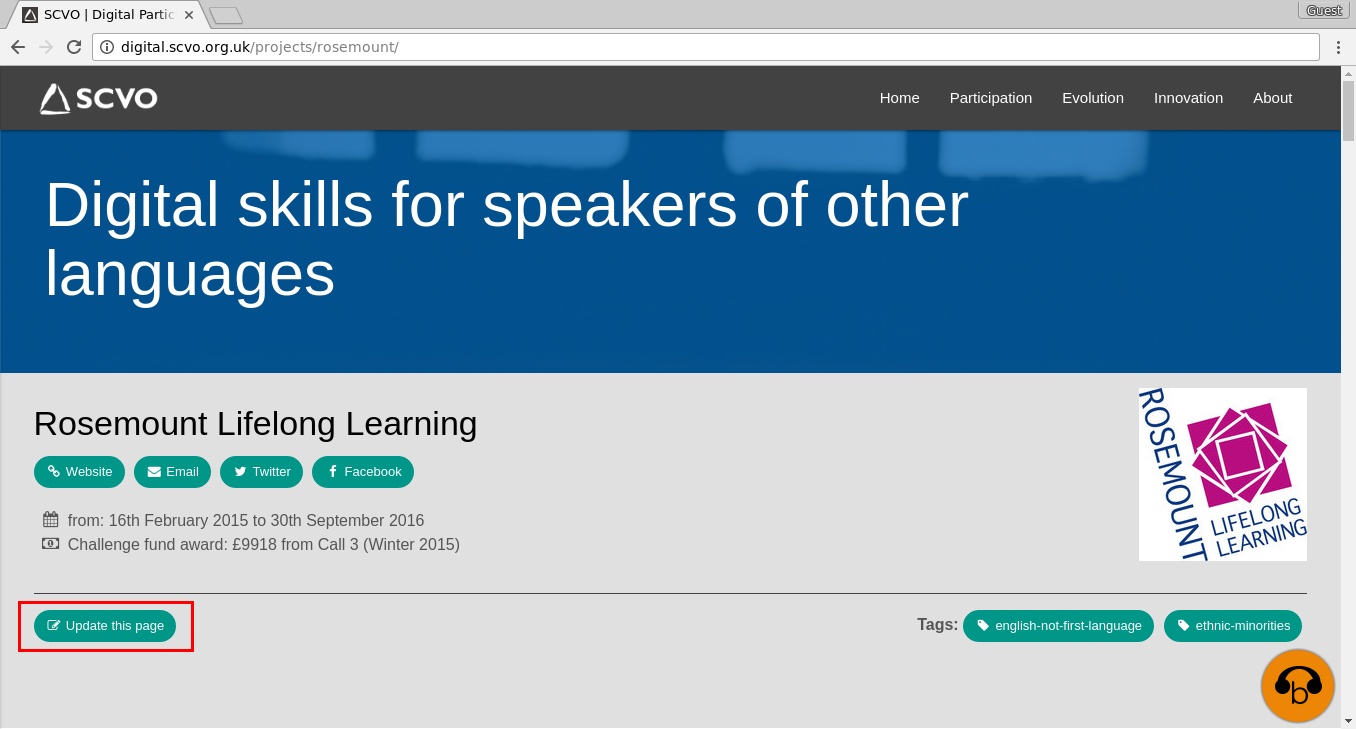 SCVO | Digital Partic
Guest
digital.scvo.org.uk/projects/rosemount/
SCVO
Home Participation Evolution Innovation About
Digital skills for speakers of other
languages
Rosemount Lifelong Learning
Website Email Twitter Facebook
from: 16th February 2015 to 30th September 2016
Challenge fund award: £9918 from Call 3 (Winter 2015)
ROSEMOUNT
LIFELONG
LEARNING
Update this page
Tags: english-not-first-language ethnic-minorities
b